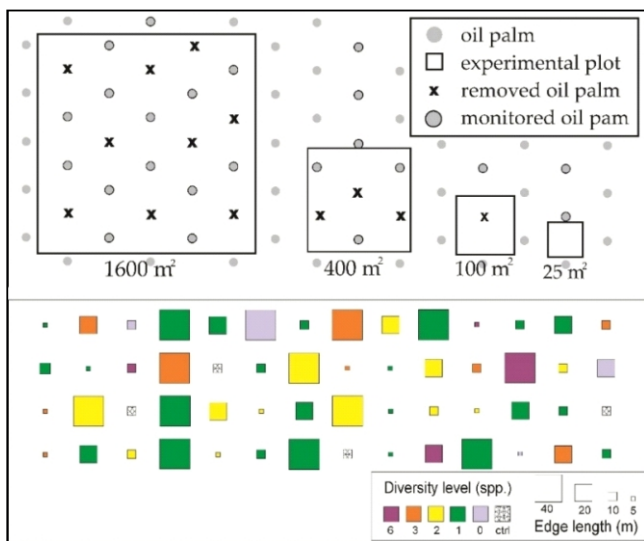 oil palm
experimental plot
x removed oil palm
monitored oil pam
1600 m²
400 m²
100 m²
25 m²
Diversity level (spp.)
6 3 2 1 0 ctrl
40 20 10 5
Edge length (m)